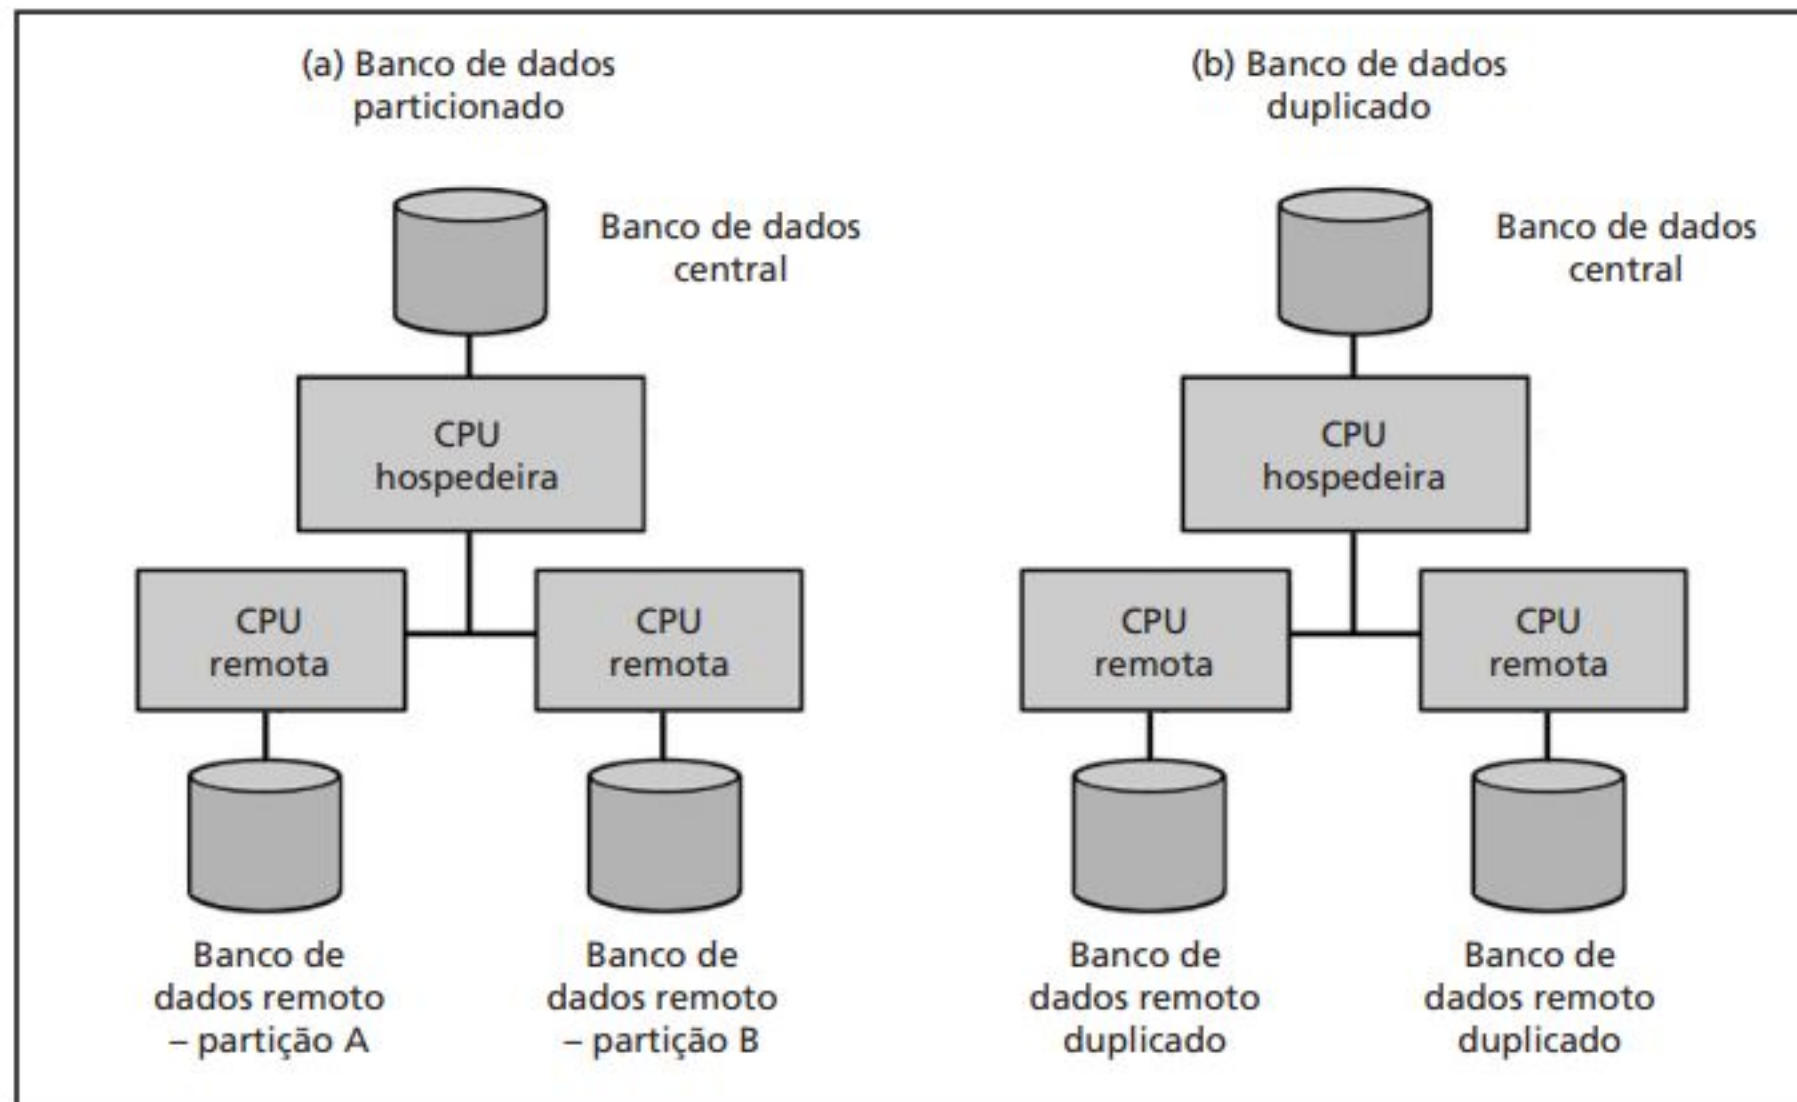 (a) Banco de dados
particionado
Banco de dados
central
CPU
hospedeira
CPU
remota
CPU
remota
Banco de
dados remoto
– partição A
Banco de
dados remoto
– partição B
(b) Banco de dados
duplicado
Banco de dados
central
CPU
hospedeira
CPU
remota
CPU
remota
Banco de
dados remoto
duplicado
Banco de
dados remoto
duplicado